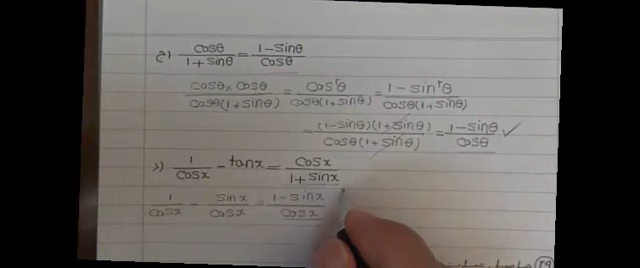 ج) cosθ/(1+sinθ) = (1-sinθ)/cosθ
(cosθ × cosθ)/(cosθ(1+sinθ)) = cos²θ/(cosθ(1+sinθ)) = (1-sin²θ)/(cosθ(1+sinθ))
= ((1-sinθ)(1+sinθ))/(cosθ(1+sinθ)) = (1-sinθ)/cosθ ✓
د) 1/cosx - tanx = cosx/(1+sinx)
1/cosx - sinx/cosx = (1-sinx)/cosx